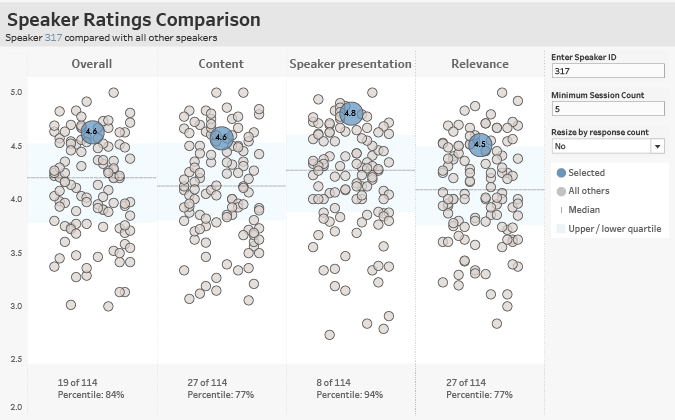 Speaker Ratings Comparison
Speaker 317 compared with all other speakers
Overall
Content
Speaker presentation
Relevance
5.0
4.5
4.0
3.5
3.0
2.5
2.0
4.6
4.6
4.8
4.5
19 of 114
Percentile: 84%
27 of 114
Percentile: 77%
8 of 114
Percentile: 94%
27 of 114
Percentile: 77%
Enter Speaker ID
317
Minimum Session Count
5
Resize by response count
No
Selected
All others
Median
Upper / lower quartile